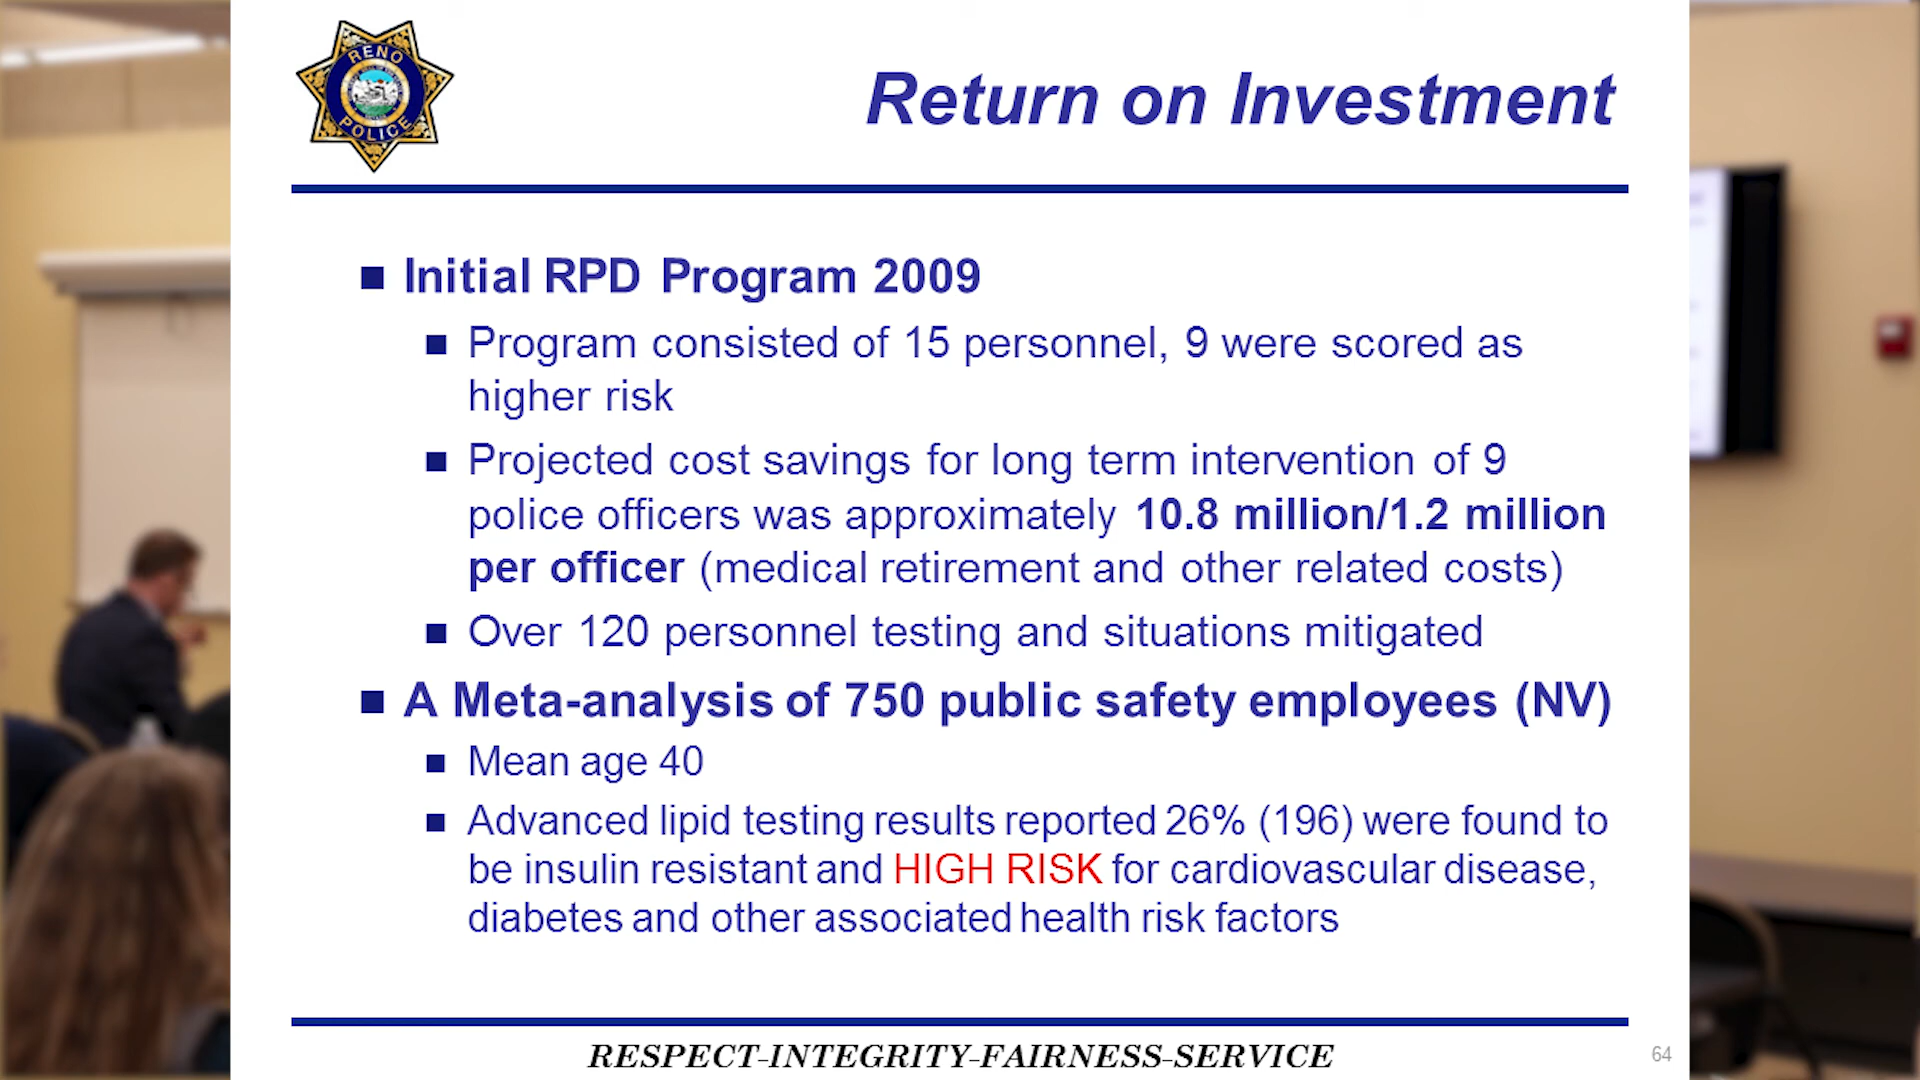 RENO
POLICE
Return on Investment
Initial RPD Program 2009
Program consisted of 15 personnel, 9 were scored as
higher risk
Projected cost savings for long term intervention of 9
police officers was approximately 10.8 million/1.2 million
per officer (medical retirement and other related costs)
Over 120 personnel testing and situations mitigated
A Meta-analysis of 750 public safety employees (NV)
Mean age 40
Advanced lipid testing results reported 26% (196) were found to
be insulin resistant and HIGH RISK for cardiovascular disease,
diabetes and other associated health risk factors
RESPECT-INTEGRITY-FAIRNESS-SERVICE
64